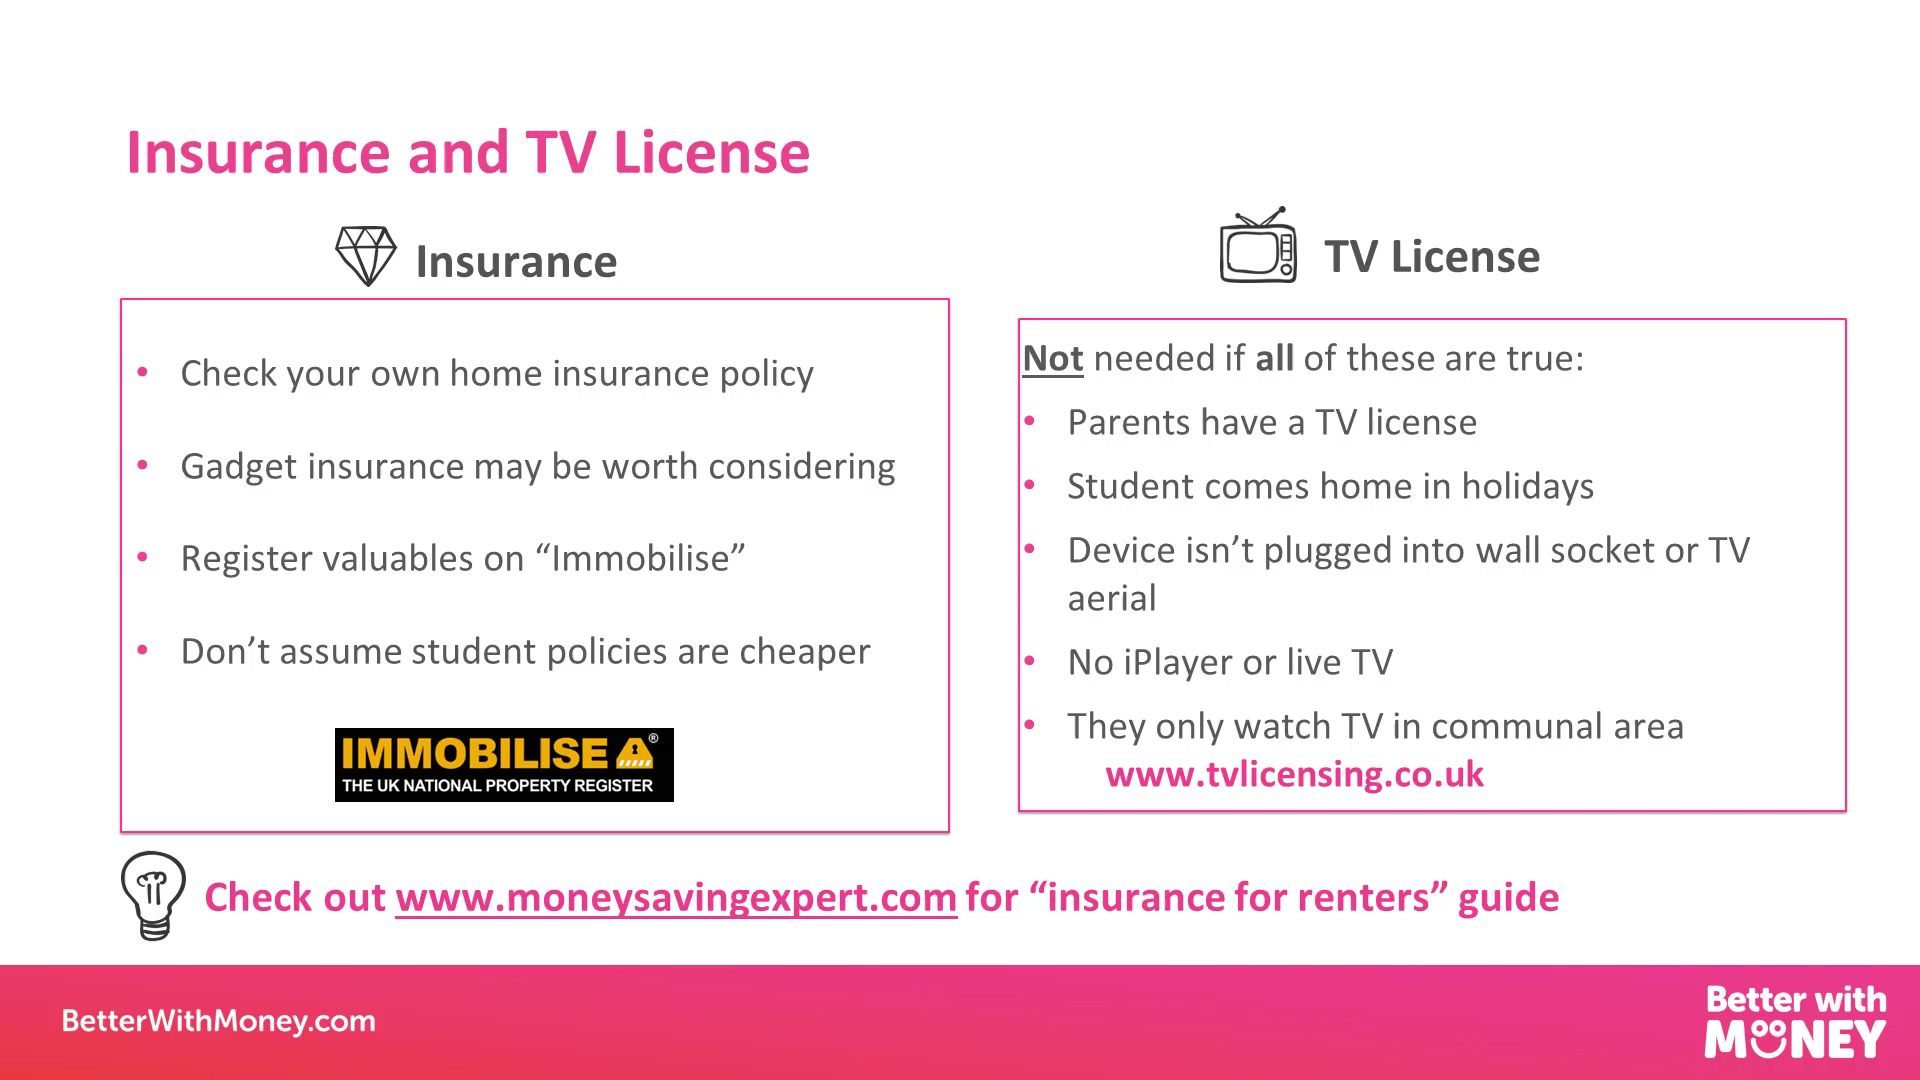 Insurance and TV License
Insurance
• Check your own home insurance policy
• Gadget insurance may be worth considering
• Register valuables on “Immobilise”
• Don’t assume student policies are cheaper
IMMOBILISE ®
THE UK NATIONAL PROPERTY REGISTER
TV License
Not needed if all of these are true:
• Parents have a TV license
• Student comes home in holidays
• Device isn’t plugged into wall socket or TV
aerial
• No iPlayer or live TV
• They only watch TV in communal area
www.tvlicensing.co.uk
Check out www.moneysavingexpert.com for “insurance for renters” guide
BetterWithMoney.com
Better with
MONEY